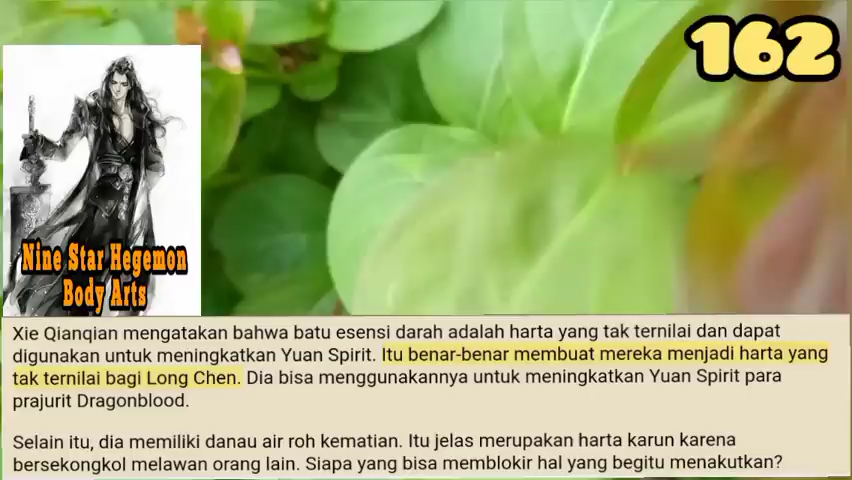 162
Nine Star Hegemon
Body Arts
Xie Qianqian mengatakan bahwa batu esensi darah adalah harta yang tak ternilai dan dapat
digunakan untuk meningkatkan Yuan Spirit. Itu benar-benar membuat mereka menjadi harta yang
tak ternilai bagi Long Chen. Dia bisa menggunakannya untuk meningkatkan Yuan Spirit para
prajurit Dragonblood.
Selain itu, dia memiliki danau air roh kematian. Itu jelas merupakan harta karun karena
bersekongkol melawan orang lain. Siapa yang bisa memblokir hal yang begitu menakutkan?